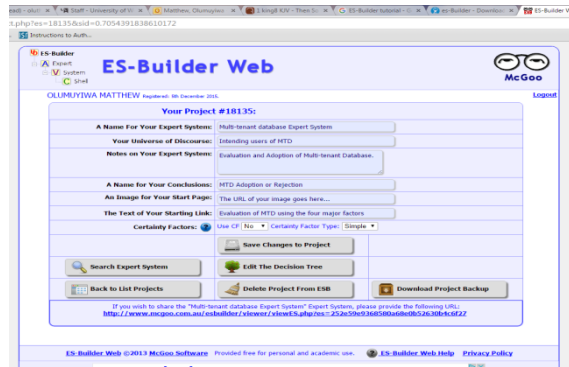 Staff - University of W
Matthew, Olumuyiwa
1 kings KJV - Then So
ES-Builder tutorial - G
es-Builder - Download
ES-Builder W
t.php?es=18135&sid=0.7054391838610172
Instructions to Auth...
ES-Builder
A Expert
V System
C Shell
ES-Builder Web
McGoo
OLUMUYIWA MATTHEW Registered: 8th December 2015.
Logout
Your Project #18135:
A Name For Your Expert System: Multi-tenant database Expert System
Your Universe of Discourse: Intending users of MTD
Notes on Your Expert System: Evaluation and Adoption of Multi-tenant Database.
A Name for Your Conclusions: MTD Adoption or Rejection
An Image for Your Start Page: The URL of your image goes here...
The Text of Your Starting Link: Evaluation of MTD using the four major factors
Certainty Factors: Use CF No Certainty Factor Type: Simple
Save Changes to Project
Search Expert System
Edit The Decision Tree
Back to List Projects
Delete Project From ESB
Download Project Backup
If you wish to share the "Multi-tenant database Expert System" Expert System, please provide the following URL:
http://www.mcgoo.com.au/esbuilder/viewer/viewES.php?es=252e59e9360580a68e0b52630b4c6f27
ES-Builder Web ©2013 McGoo Software Provided free for personal and academic use. ES-Builder Web Help Privacy Policy